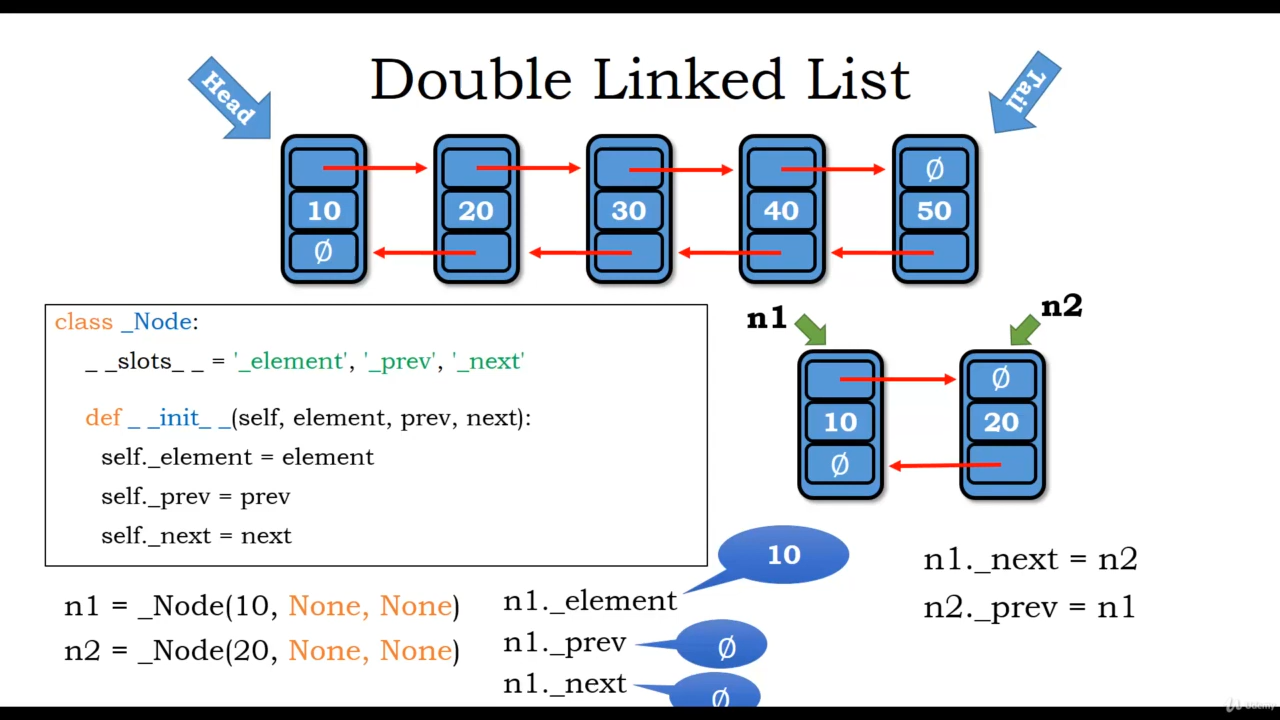 Double Linked List
Head
Tail
Ø
10 20 30 40 50
Ø
class _Node:
_ _slots_ _ = '_element', '_prev', '_next'
def _ _init_ _(self, element, prev, next):
self._element = element
self._prev = prev
self._next = next
n1
n2
Ø
10 20
Ø
n1 = _Node(10, None, None)
n2 = _Node(20, None, None)
10
n1._element
n1._prev
Ø
n1._next
Ø
n1._next = n2
n2._prev = n1
Udemy